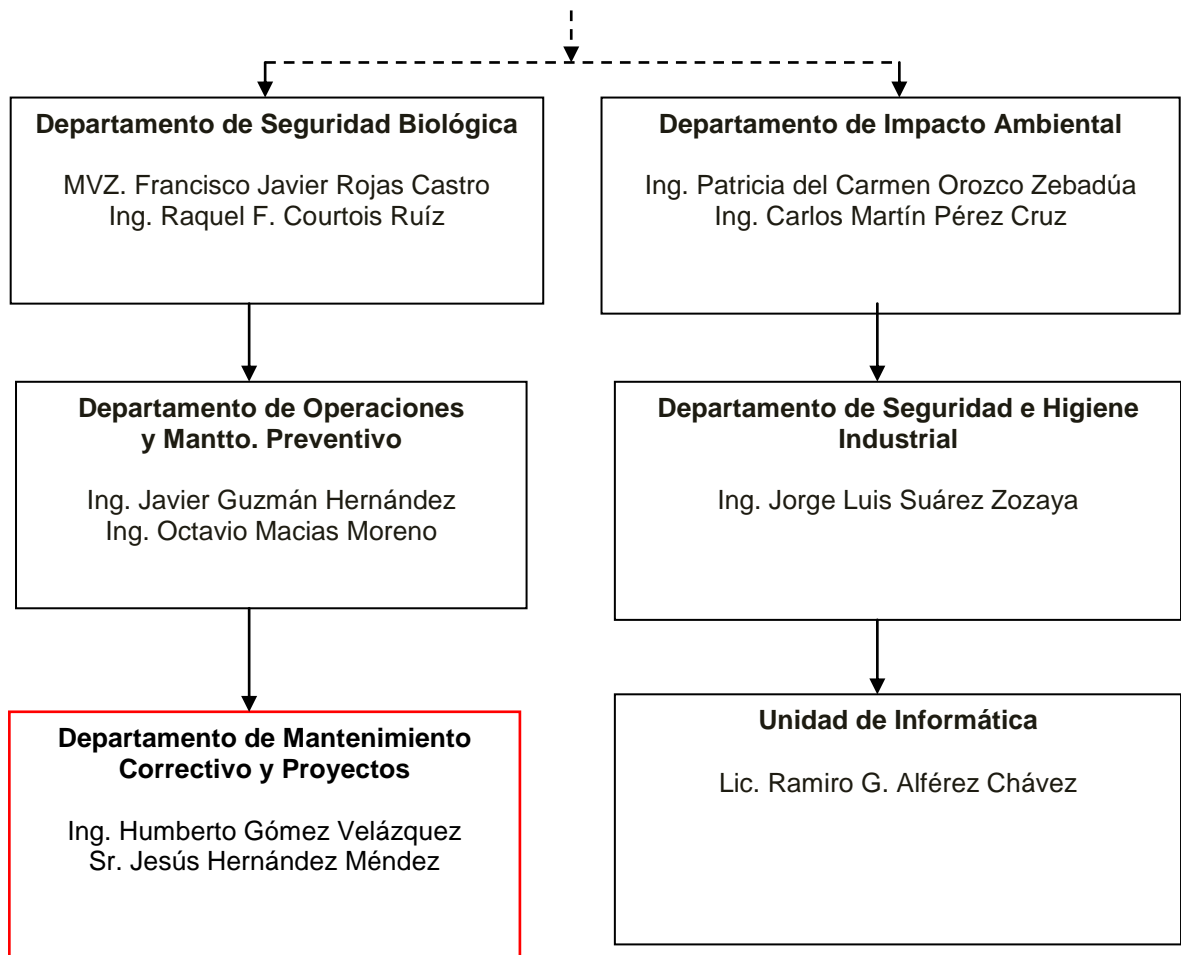 Departamento de Seguridad Biológica
MVZ. Francisco Javier Rojas Castro
Ing. Raquel F. Courtois Ruíz
Departamento de Impacto Ambiental
Ing. Patricia del Carmen Orozco Zebadúa
Ing. Carlos Martín Pérez Cruz
Departamento de Operaciones
y Mantto. Preventivo
Ing. Javier Guzmán Hernández
Ing. Octavio Macias Moreno
Departamento de Seguridad e Higiene
Industrial
Ing. Jorge Luis Suárez Zozaya
Departamento de Mantenimiento
Correctivo y Proyectos
Ing. Humberto Gómez Velázquez
Sr. Jesús Hernández Méndez
Unidad de Informática
Lic. Ramiro G. Alférez Chávez